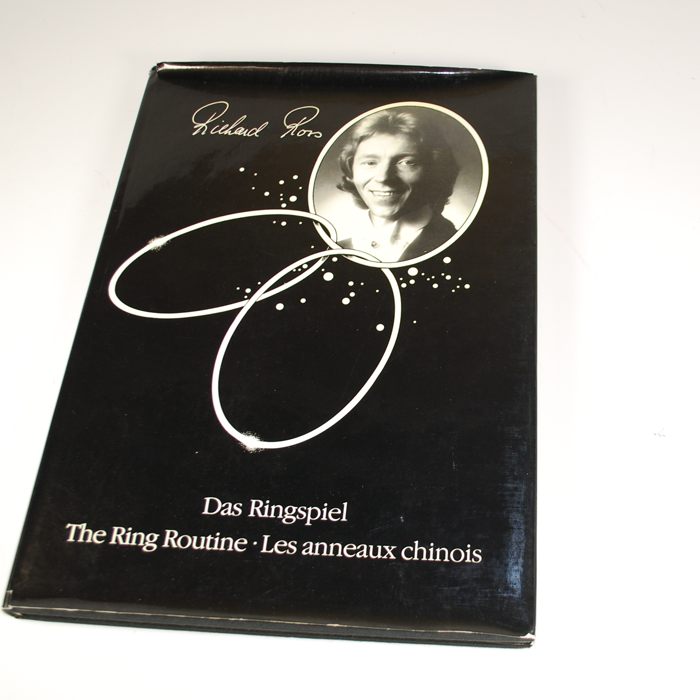 Richard Ross
Das Ringspiel
The Ring Routine · Les anneaux chinois